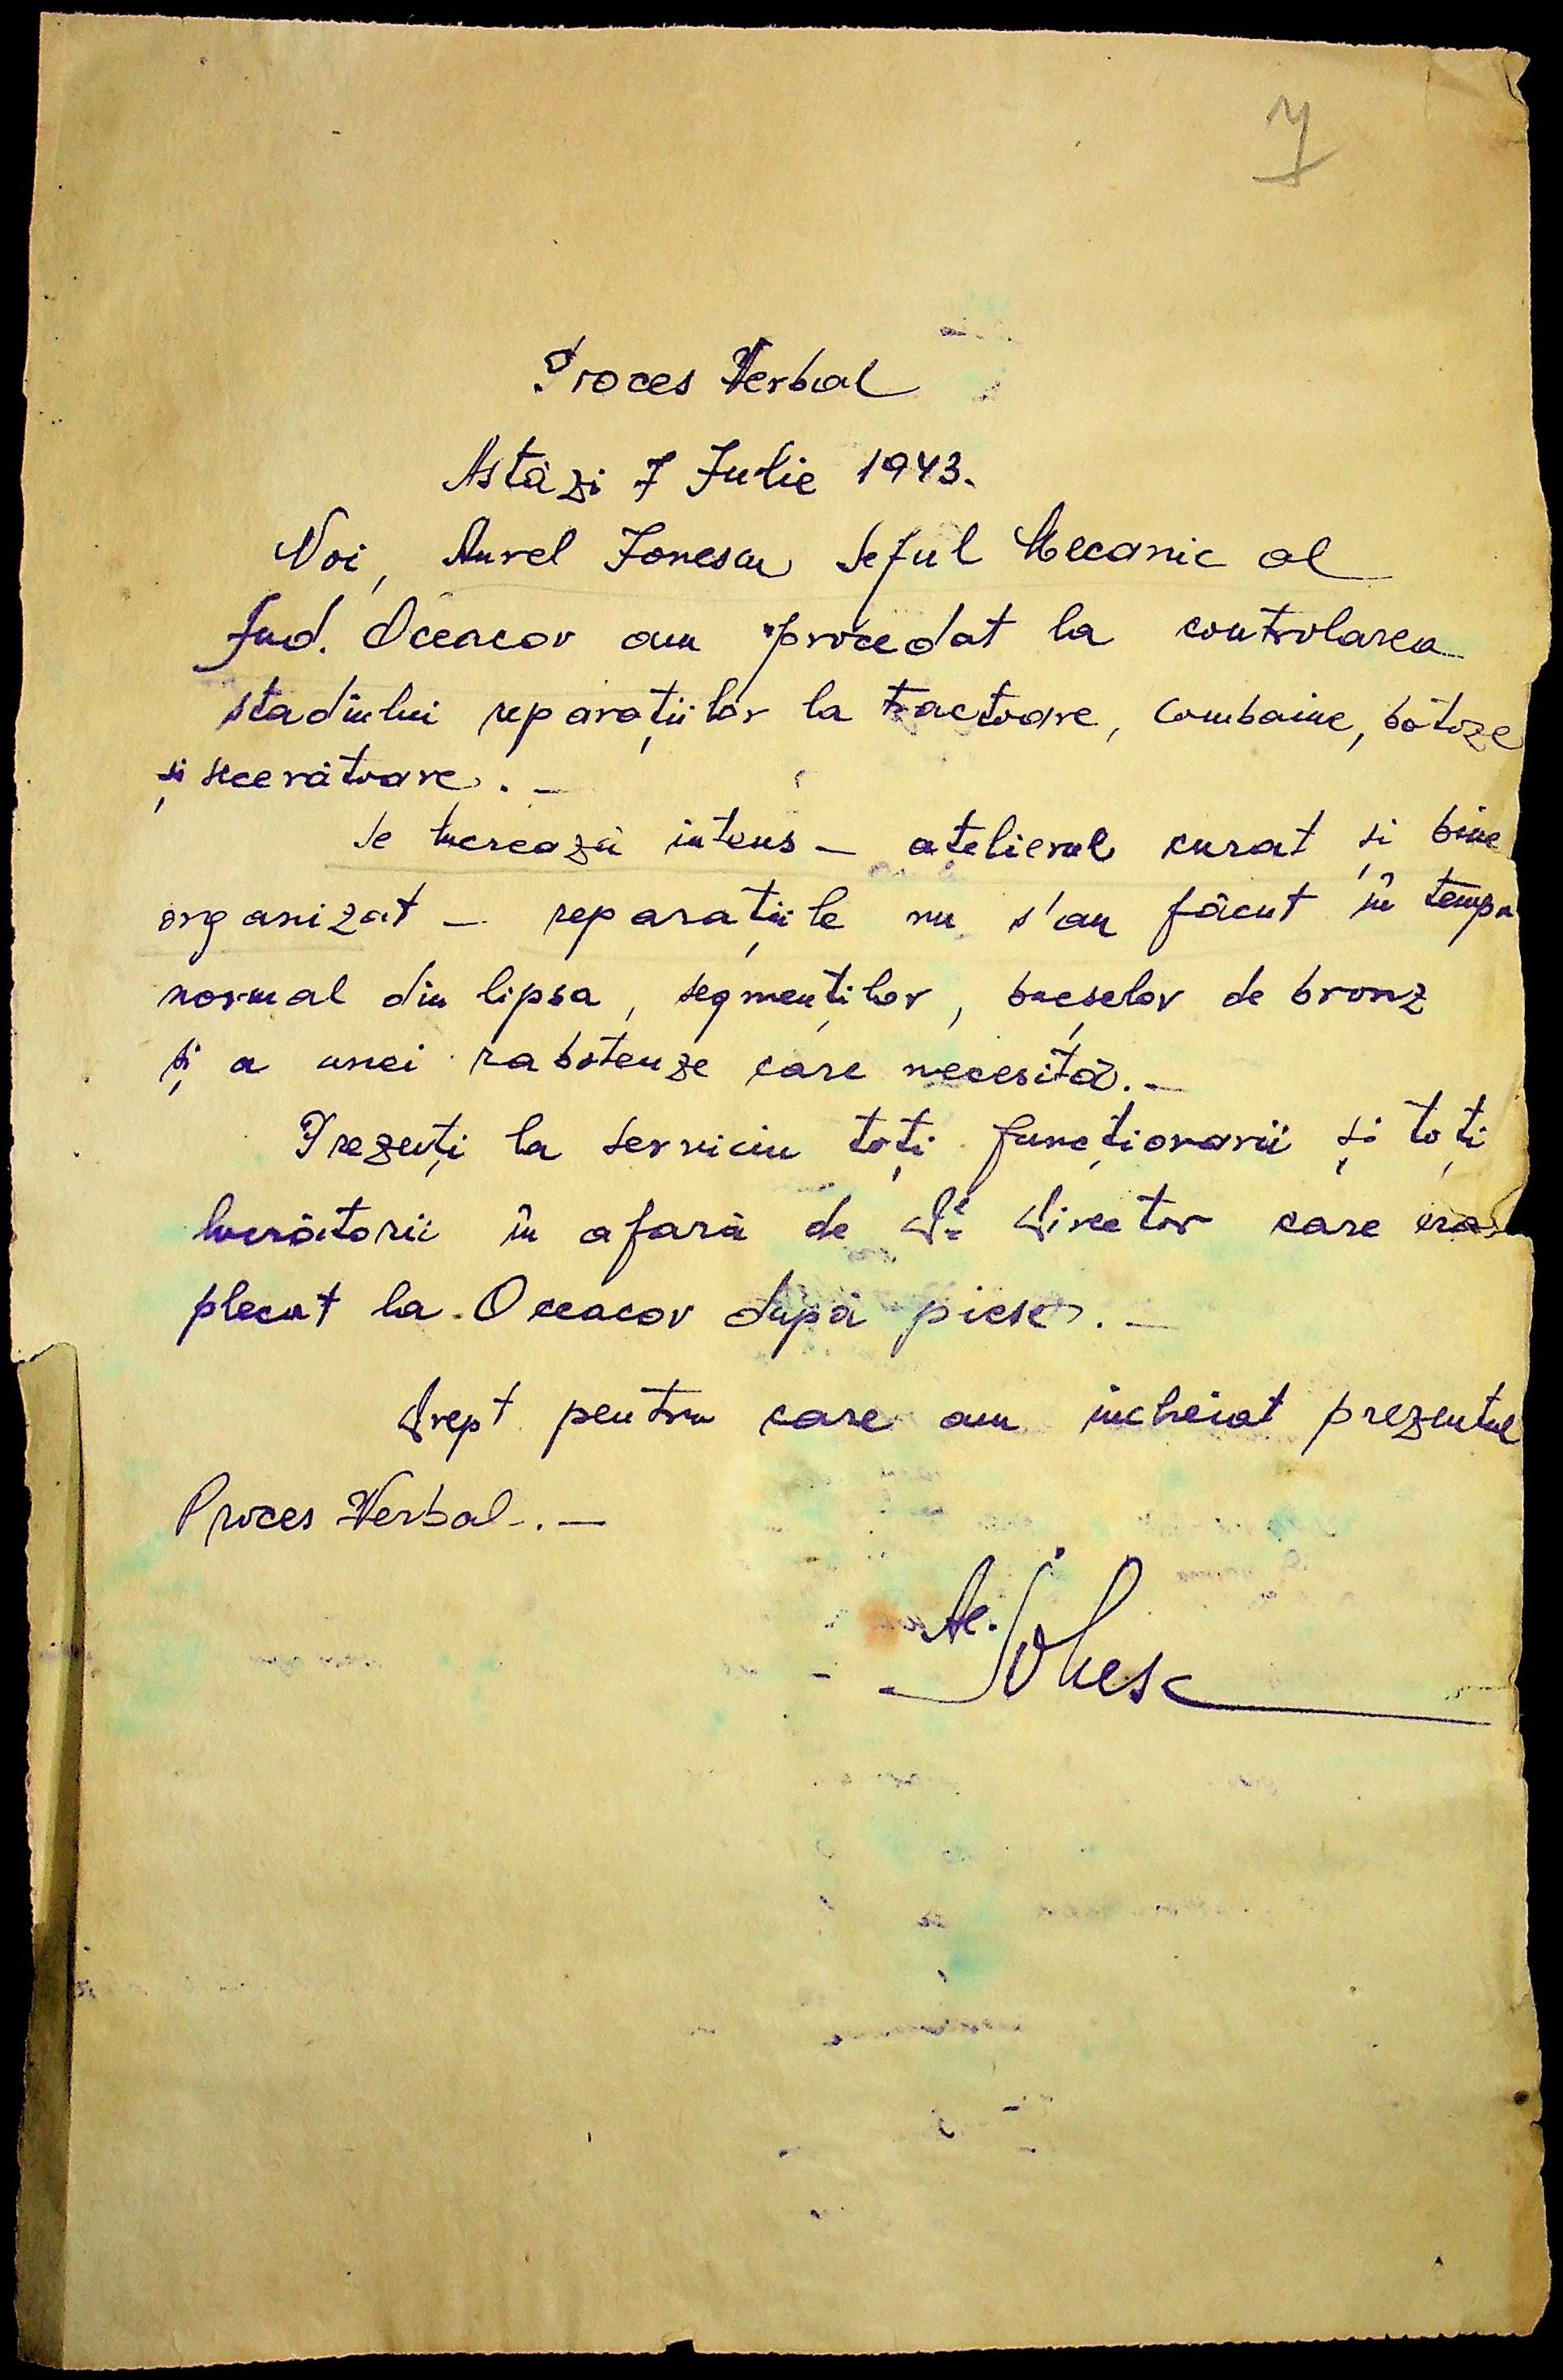 7
Proces Verbal
Astăzi 7 Iulie 1943.
Noi, Aurel Ionescu Șeful Mecanic al
Jud. Oceacov am procedat la controlarea
stadiului reparațiilor la tractoare, combaine, batoze
și secerătoare. -
Se lucrează intens - atelierul curat și bine
organizat - reparațiile nu s'au făcut în tempo
normal din lipsa, segmenților, bucșelor de bronz
și a unei raboteuze care necesită. -
Prezenți la serviciu toți funcționarii și toți
lucrătorii în afară de Dl Director care era
plecat la Oceacov după piese. -
Drept pentru care am încheiat prezentul
Proces Verbal. -